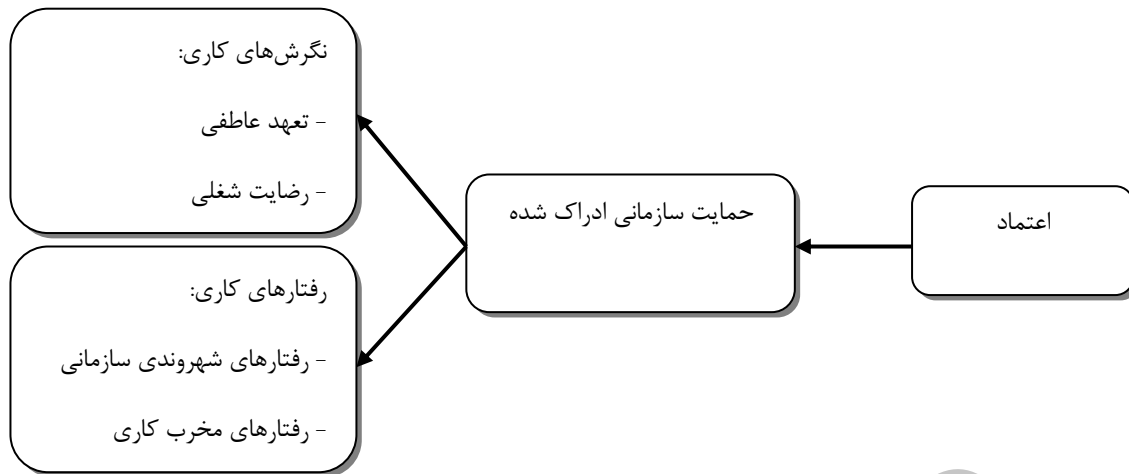 اعتماد
حمایت سازمانی ادراک شده
نگرش‌های کاری:
- تعهد عاطفی
- رضایت شغلی
رفتارهای کاری:
- رفتارهای شهروندی سازمانی
- رفتارهای مخرب کاری